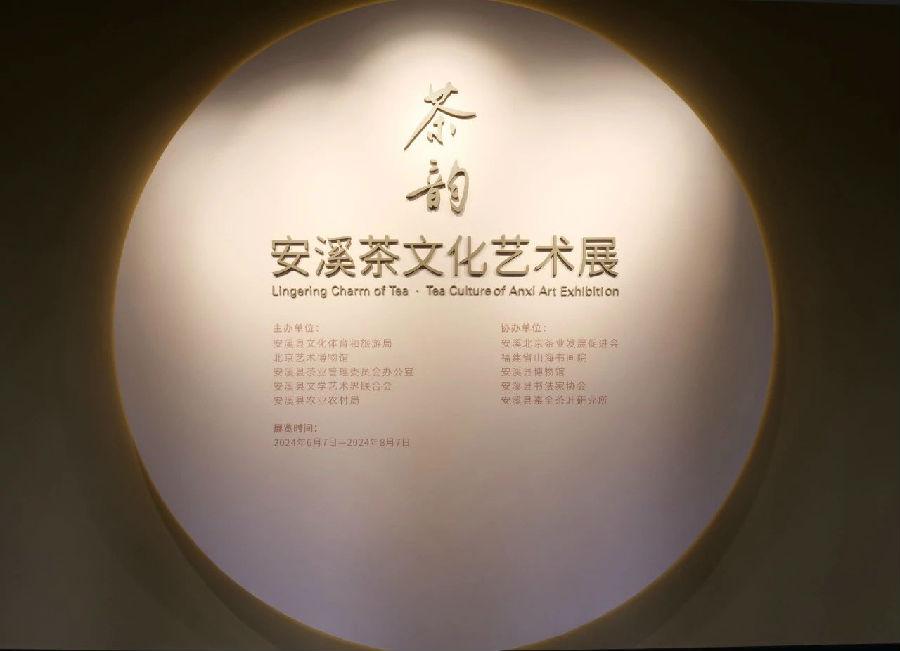 茶
韵
安溪茶文化艺术展
Lingering Charm of Tea · Tea Culture of Anxi Art Exhibition
主办单位：
安溪县文化体育和旅游局
北京艺术博物馆
安溪县茶业管理委员会办公室
安溪县文学艺术界联合会
安溪县农业农村局
协办单位：
安溪北京茶业发展促进会
福建省山海书画院
安溪县博物馆
安溪县书法家协会
展览时间：
2024年6月7日—2024年8月7日